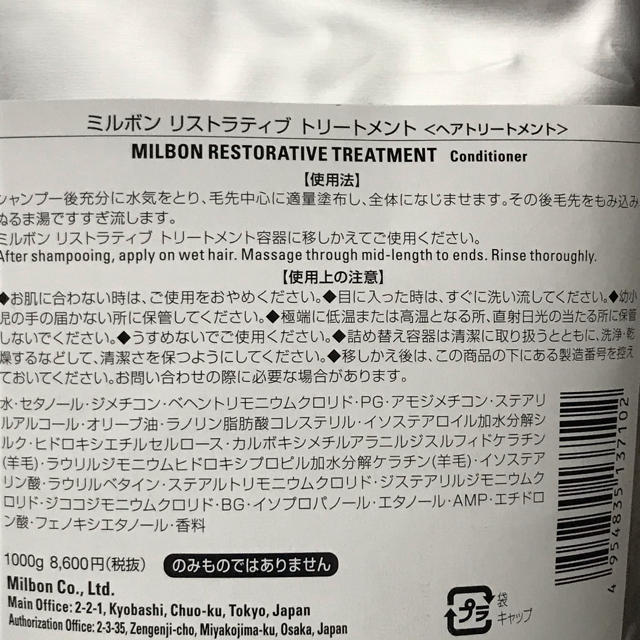 ミルボン リストラティブ トリートメント <ヘアトリートメント>
MILBON RESTORATIVE TREATMENT Conditioner
【使用法】
シャンプー後充分に水気をとり、毛先中心に適量塗布し、全体になじませます。その後毛先をもみ込み
ぬるま湯ですすぎ流します。
ミルボン リストラティブ トリートメント容器に移しかえてご使用ください。
After shampooing, apply on wet hair. Massage through mid-length to ends. Rinse thoroughly.
【使用上の注意】
◆お肌に合わない時は、ご使用をおやめください。◆目に入った時は、すぐに洗い流してください。◆幼小
児の手の届かない所に保管してください。◆極端に低温または高温となる所、直射日光の当たる所に保管
しないでください。◆うすめないでご使用ください。◆詰め替え容器は清潔に取り扱うとともに、洗浄・乾
燥するなどして、清潔さを保つようにしてください。◆移しかえ後は、この商品の下にある製造番号を控え
ておいてください。お問い合わせの際に必要な場合があります。
水・セタノール・ジメチコン・ベヘントリモニウムクロリド・PG・アモジメチコン・ステアリ
ルアルコール・オリーブ油・ラノリン脂肪酸コレステリル・イソステアロイル加水分解シ
ルク・ヒドロキシエチルセルロース・カルボキシメチルアラニルジスルフィドケラチン
(羊毛)・ラウリルジモニウムヒドロキシプロピル加水分解ケラチン(羊毛)・イソステア
リン酸・ラウリルベタイン・ステアルトリモニウムクロリド・ジステアリルジモニウムク
ロリド・ジココジモニウムクロリド・BG・イソプロパノール・エタノール・AMP・エチドロ
ン酸・フェノキシエタノール・香料
1000g 8,600円(税抜) のみものではありません
Milbon Co., Ltd.
Main Office: 2-2-1, Kyobashi, Chuo-ku, Tokyo, Japan
Authorization Office: 2-3-35, Zengenji-cho, Miyakojima-ku, Osaka, Japan
プラ
袋
キャップ
4 954835 137102